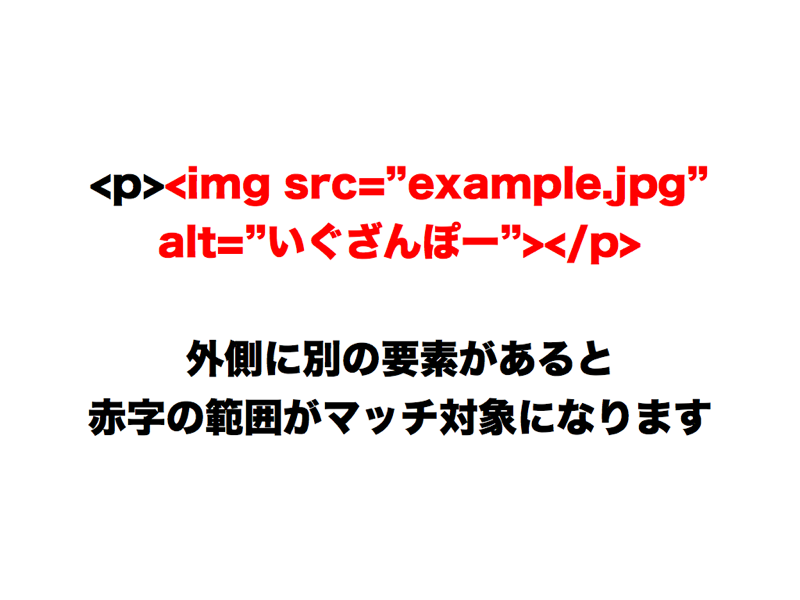 <p><img src=”example.jpg”
alt=”いぐざんぽー”></p>
外側に別の要素があると
赤字の範囲がマッチ対象になります